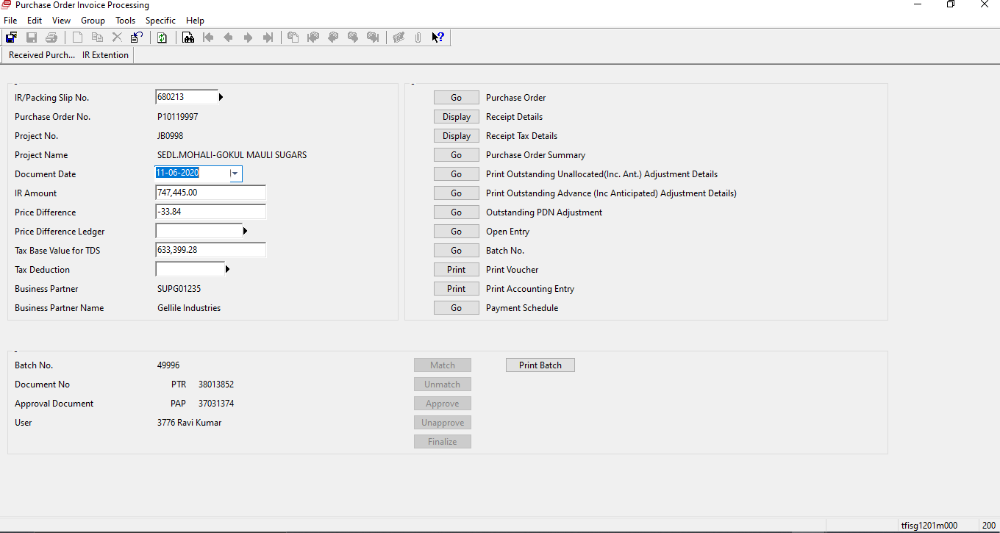 Purchase Order Invoice Processing
File Edit View Group Tools Specific Help
Received Purch... IR Extention
IR/Packing Slip No. 680213
Purchase Order No. P10119997
Project No. JB0998
Project Name SEDL.MOHALI-GOKUL MAULI SUGARS
Document Date 11-06-2020
IR Amount 747,445.00
Price Difference -33.84
Price Difference Ledger
Tax Base Value for TDS 633,399.28
Tax Deduction
Business Partner SUPG01235
Business Partner Name Gellile Industries
Go Purchase Order
Display Receipt Details
Display Receipt Tax Details
Go Purchase Order Summary
Go Print Outstanding Unallocated(Inc. Ant.) Adjustment Details
Go Print Outstanding Advance (Inc Anticipated) Adjustment Details)
Go Outstanding PDN Adjustment
Go Open Entry
Go Batch No.
Print Print Voucher
Print Print Accounting Entry
Go Payment Schedule
Batch No. 49996
Document No PTR 38013852
Approval Document PAP 37031374
User 3776 Ravi Kumar
Match Print Batch
Unmatch
Approve
Unapprove
Finalize
tfisg1201m000 200